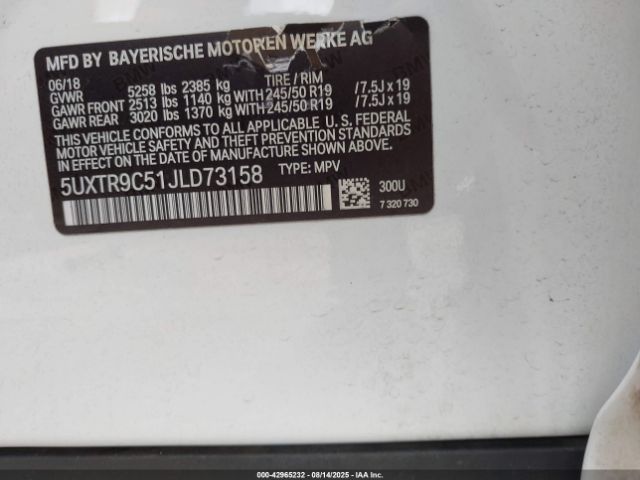 MFD BY BAYERISCHE MOTOREN WERKE AG
06/18
GVWR 5258 lbs 2385 kg TIRE / RIM
GAWR FRONT 2513 lbs 1140 kg WITH 245/50 R19 /7.5J x 19
GAWR REAR 3020 lbs 1370 kg WITH 245/50 R19 /7.5J x 19
THIS VEHICLE CONFORMS TO ALL APPLICABLE U. S. FEDERAL
MOTOR VEHICLE SAFETY AND THEFT PREVENTION STANDARDS
IN EFFECT ON THE DATE OF MANUFACTURE SHOWN ABOVE.
5UXTR9C51JLD73158 TYPE: MPV
300U
7 320 730
000-42965232 - 08/14/2025 - IAA Inc.